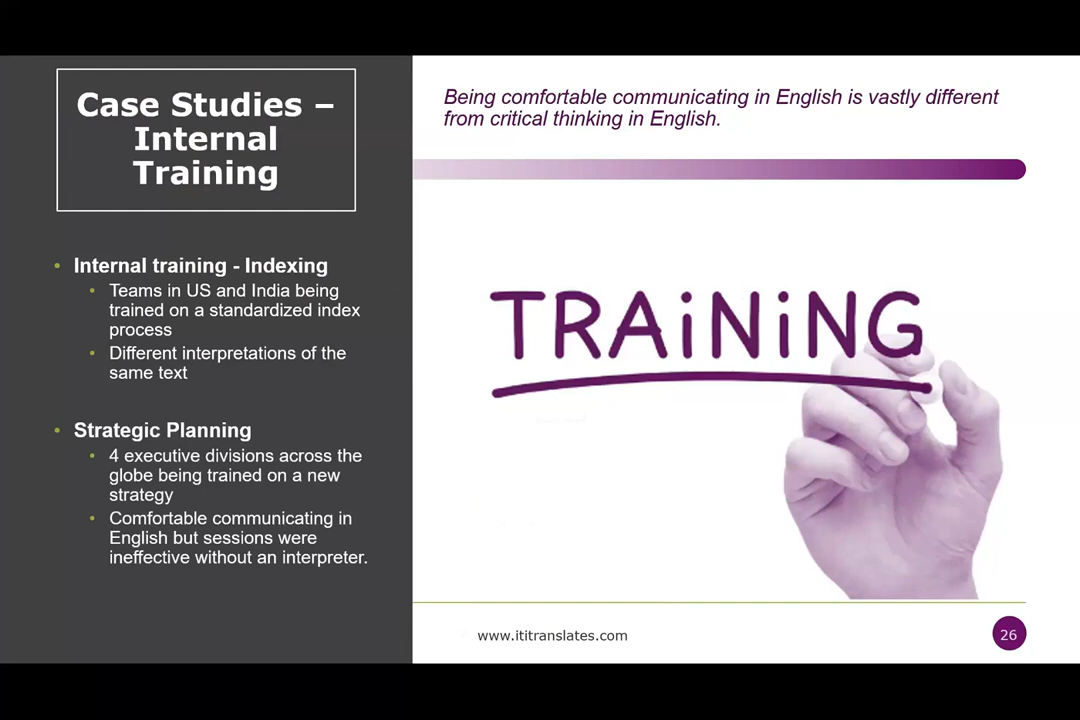 Case Studies –
Internal
Training
Being comfortable communicating in English is vastly different
from critical thinking in English.
• Internal training - Indexing
• Teams in US and India being
trained on a standardized index
process
• Different interpretations of the
same text
• Strategic Planning
• 4 executive divisions across the
globe being trained on a new
strategy
• Comfortable communicating in
English but sessions were
ineffective without an interpreter.
TRAiNiNG
www.ititranslates.com
26